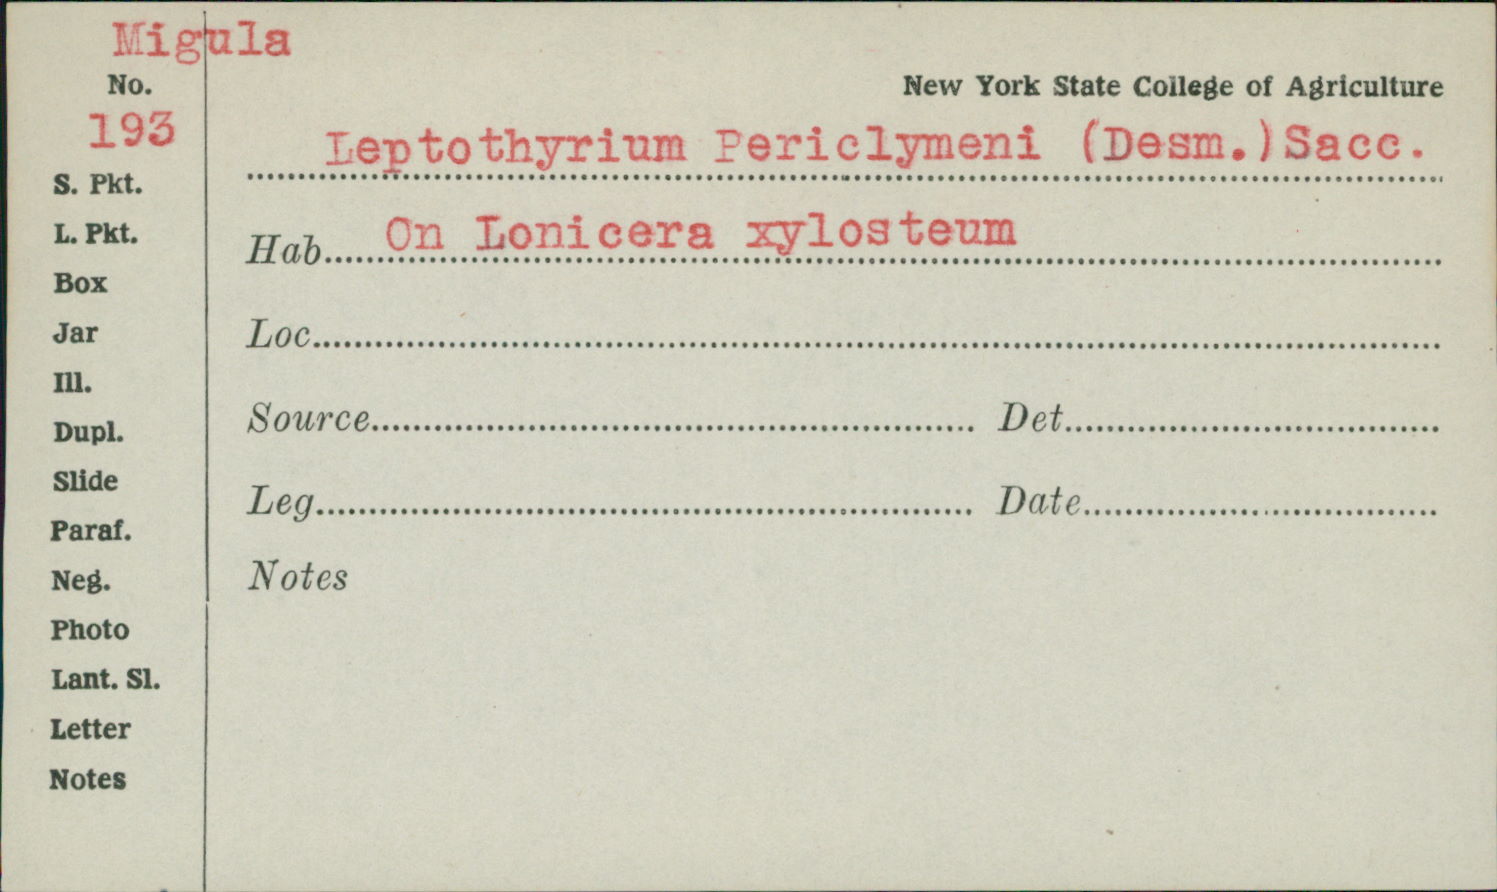 Migula
No.
193
New York State College of Agriculture
Leptothyrium Periclymeni (Desm.)Sacc.
S. Pkt.
L. Pkt.
Box
Jar
Ill.
Dupl.
Slide
Paraf.
Neg.
Photo
Lant. Sl.
Letter
Notes
Hab. On Lonicera xylosteum
Loc.
Source. Det.
Leg. Date.
Notes